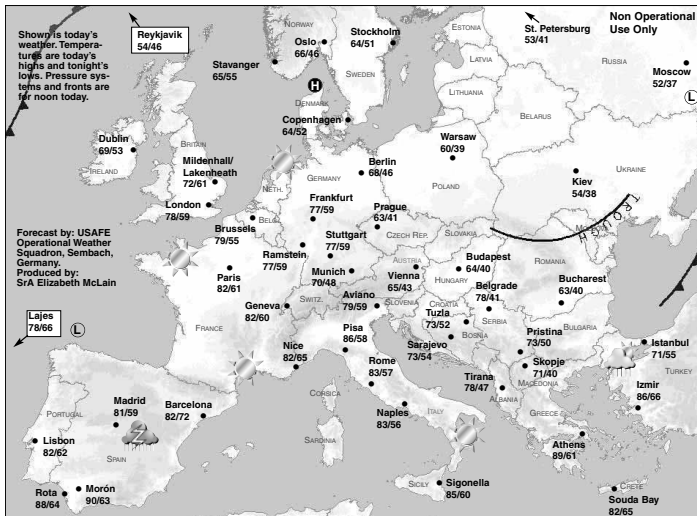 Shown is today's
weather. Tempera-
tures are today's
highs and tonight's
lows. Pressure sys-
tems and fronts are
for noon today.
Reykjavik
54/46
NORWAY
Oslo
66/46
Stockholm
64/51
Stavanger
65/55
SWEDEN
ESTONIA
LATVIA
LITHUANIA
St. Petersburg
53/41
Non Operational
Use Only
RUSSIA
Moscow
52/37
L
H
DENMARK
Copenhagen
64/52
BELARUS
Dublin
69/53
IRELAND
BRITAIN
Mildenhall/
Lakenheath
72/61
London
78/59
NETH.
GERMANY
Berlin
68/46
Warsaw
60/39
POLAND
UKRAINE
Kiev
54/38
TROUGH
Frankfurt
77/59
Prague
63/41
CZECH REP.
SLOVAKIA
Brussels
79/55
BELG.
Stuttgart
77/59
Ramstein
77/59
Munich
70/48
AUSTRIA
Vienna
65/43
Budapest
64/40
HUNGARY
ROMANIA
Bucharest
63/40
Forecast by: USAFE
Operational Weather
Squadron, Sembach,
Germany.
Produced by:
SrA Elizabeth McLain
Paris
82/61
FRANCE
Geneva
82/60
SWITZ.
Aviano
79/59
SLOVENIA
CROATIA
Belgrade
78/41
SERBIA
Tuzla
73/52
BOSNIA
Sarajevo
73/54
Pristina
73/50
BULGARIA
Skopje
71/40
MACEDONIA
Istanbul
71/55
TURKEY
Lajes
78/66
L
Nice
82/65
Pisa
86/58
Rome
83/57
CORSICA
ITALY
Naples
83/56
Tirana
78/47
ALBANIA
GREECE
Izmir
86/66
Madrid
81/59
Barcelona
82/72
PORTUGAL
Lisbon
82/62
SPAIN
SARDINIA
Athens
89/61
Rota
88/64
Morón
90/63
SICILY
Sigonella
85/60
CRETE
Souda Bay
82/65